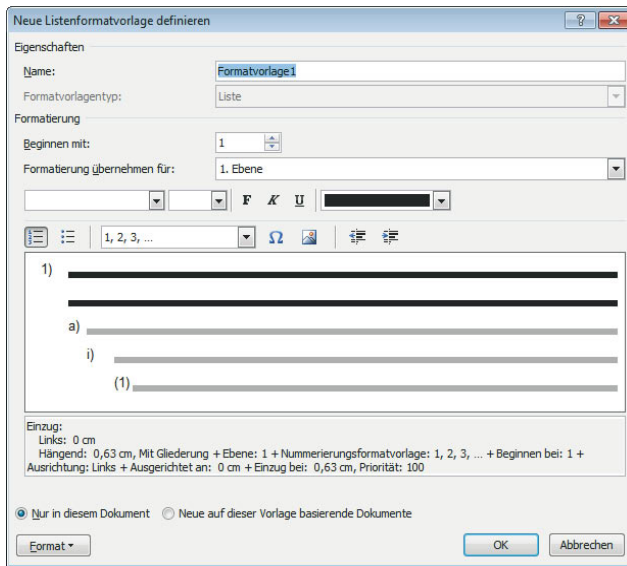 Neue Listenformatvorlage definieren
Eigenschaften
Name: Formatvorlage1
Formatvorlagentyp: Liste
Formatierung
Beginnen mit: 1
Formatierung übernehmen für: 1. Ebene
F K U
1, 2, 3, ... Ω
1)
a)
i)
(1)
Einzug:
Links: 0 cm
Hängend: 0,63 cm, Mit Gliederung + Ebene: 1 + Nummerierungsformatvorlage: 1, 2, 3, ... + Beginnen bei: 1 +
Ausrichtung: Links + Ausgerichtet an: 0 cm + Einzug bei: 0,63 cm, Priorität: 100
Nur in diesem Dokument Neue auf dieser Vorlage basierende Dokumente
Format OK Abbrechen